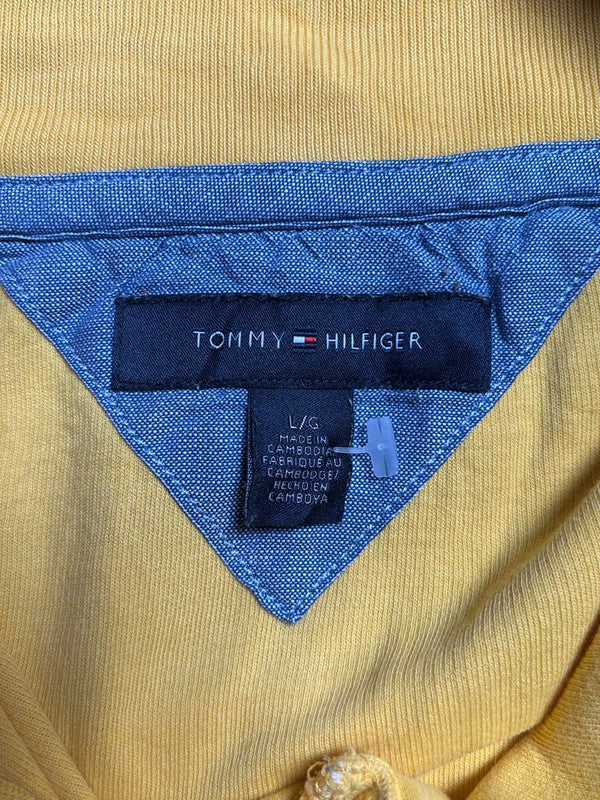 TOMMY HILFIGER
L/G
MADE IN
CAMBODIA/
FABRIQUÉ AU
CAMBODGE/
HECHO EN
CAMBOYA